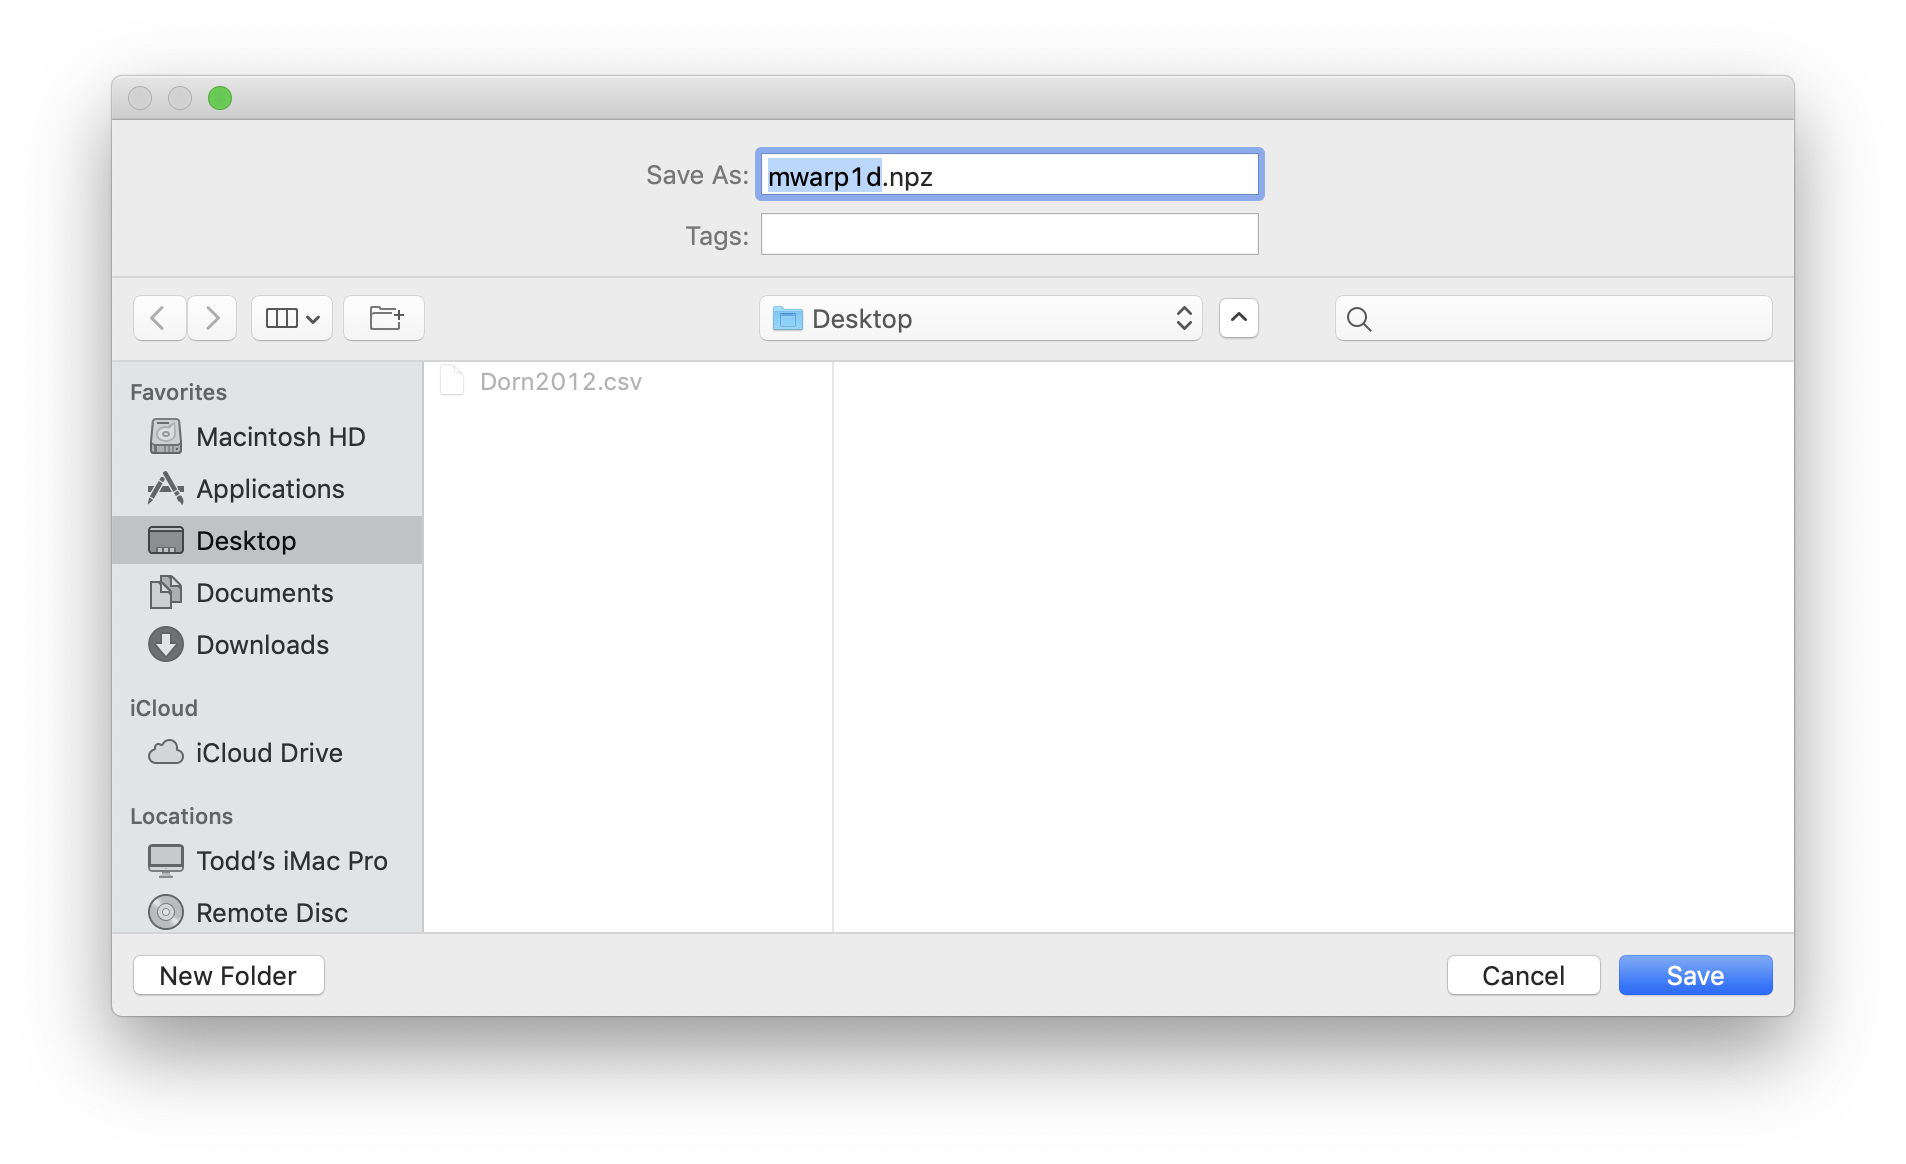 Save As: mwarp1d.npz
Tags:
Desktop
Favorites
Dorn2012.csv
Macintosh HD
Applications
Desktop
Documents
Downloads
iCloud
iCloud Drive
Locations
Todd’s iMac Pro
Remote Disc
New Folder
Cancel
Save